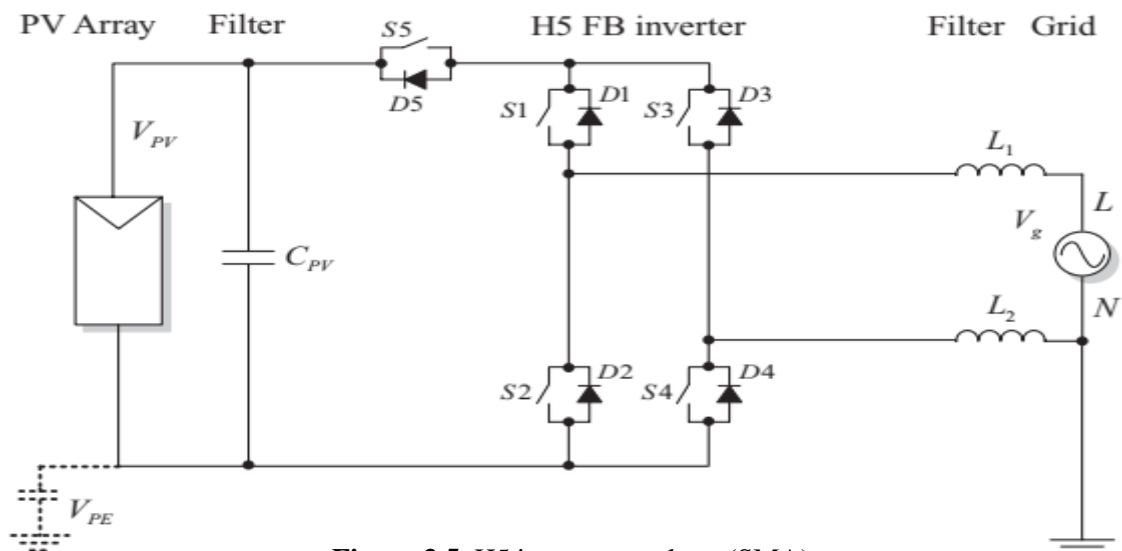 PV Array Filter H5 FB inverter Filter Grid
S5
D5
S1 D1 S3 D3
V_PV
L_1
V_g L
C_PV
L_2 N
S2 D2 S4 D4
V_PE